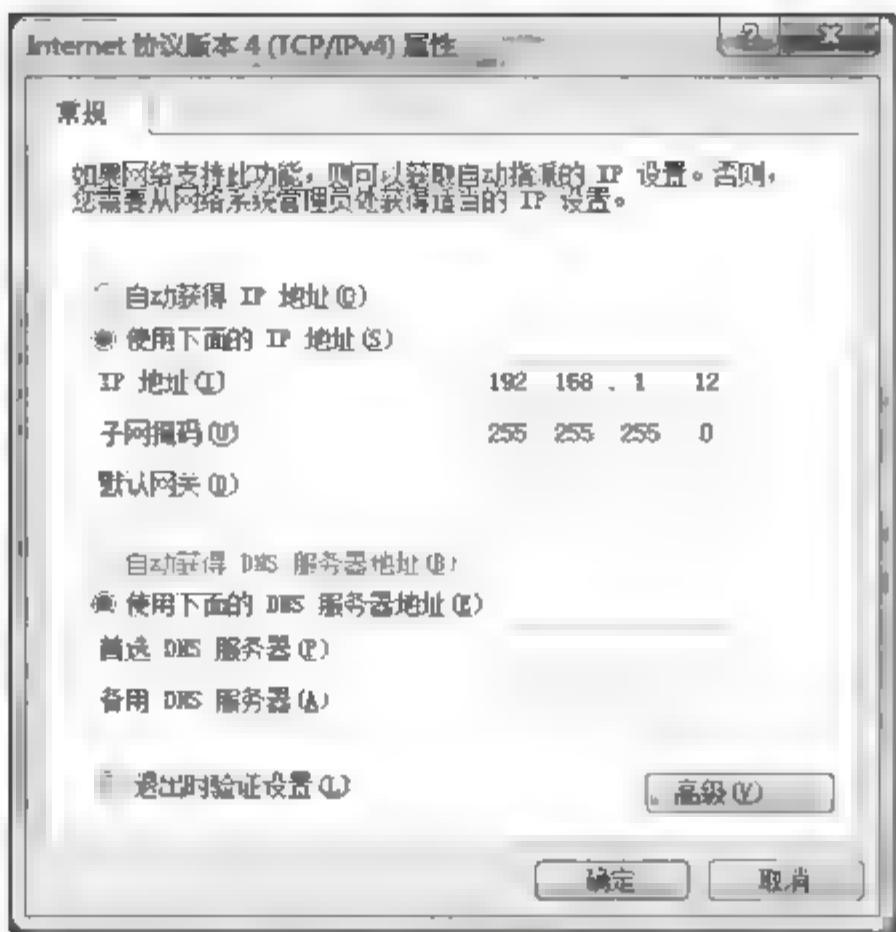 Internet 协议版本 4 (TCP/IPv4) 属性
常规
如果网络支持此功能，则可以获取自动指派的 IP 设置。否则，
您需要从网络系统管理员处获得适当的 IP 设置。
自动获得 IP 地址(O)
使用下面的 IP 地址(S)
IP 地址(I) 192 168 . 1 12
子网掩码(U) 255 255 255 0
默认网关(D)
自动获得 DNS 服务器地址(B)
使用下面的 DNS 服务器地址(E)
首选 DNS 服务器(P)
备用 DNS 服务器(A)
退出时验证设置(L)
高级(V)
确定 取消